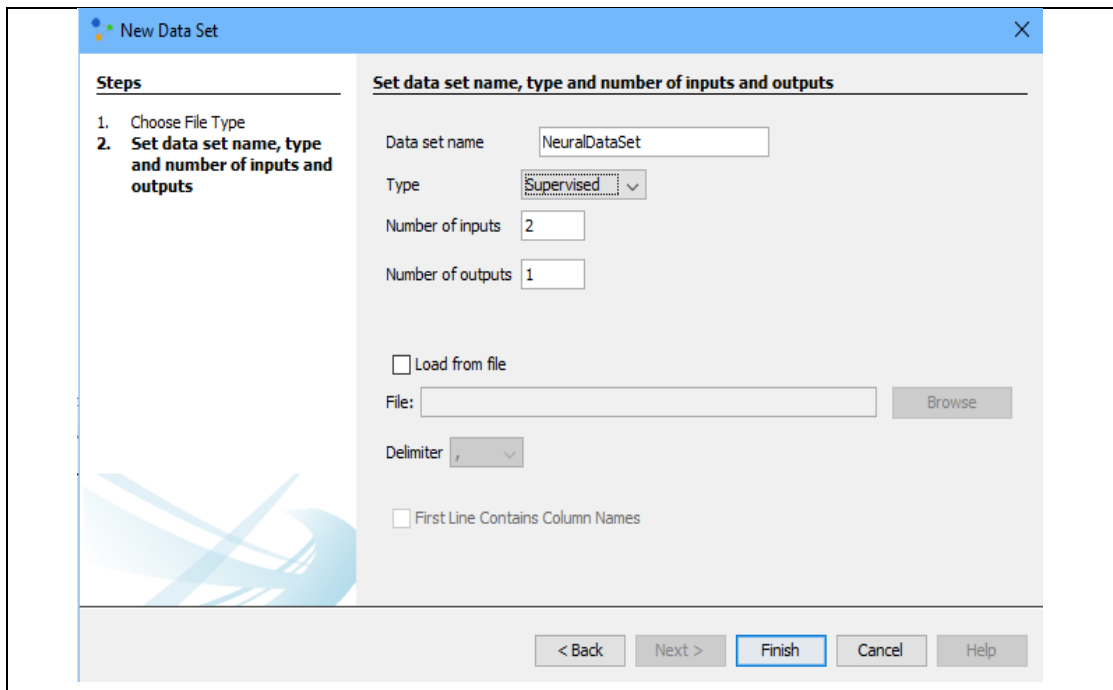 New Data Set
Steps
1. Choose File Type
2. Set data set name, type
and number of inputs and
outputs
Set data set name, type and number of inputs and outputs
Data set name NeuralDataSet
Type Supervised
Number of inputs 2
Number of outputs 1
Load from file
File: Browse
Delimiter ,
First Line Contains Column Names
< Back Next > Finish Cancel Help